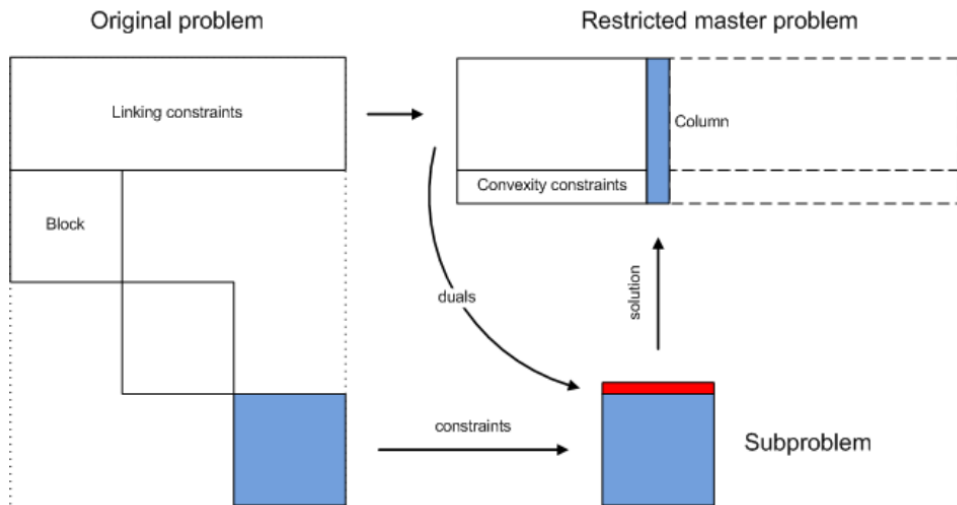 Original problem
Restricted master problem
Linking constraints
Column
Convexity constraints
Block
duals
solution
constraints
Subproblem